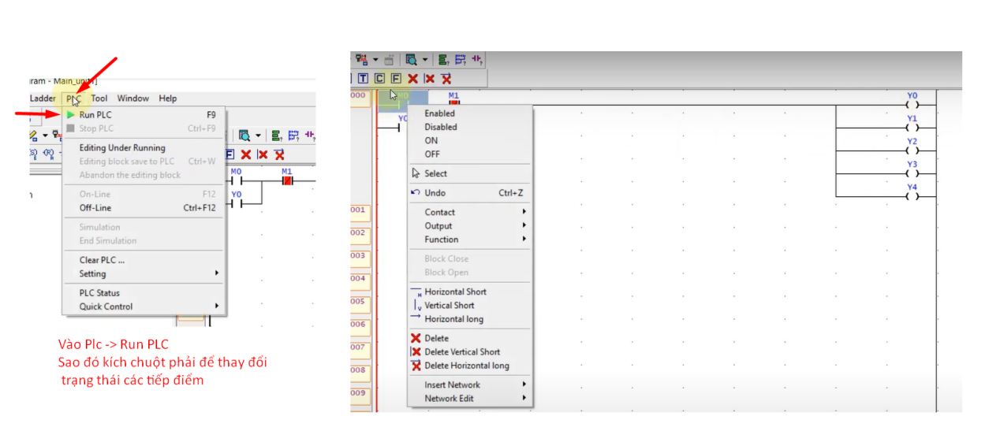 gram - Main_unit1]
Ladder PLC Tool Window Help
Run PLC F9
Stop PLC Ctrl+F9
Editing Under Running
Editing block save to PLC Ctrl+W
Abandon the editing block
On-Line F12
Off-Line Ctrl+F12
Simulation
End Simulation
Clear PLC ...
Setting
PLC Status
Quick Control
M0 M1
Y0
Vào Plc -> Run PLC
Sao đó kích chuột phải để thay đổi
trạng thái các tiếp điểm
T C F
000 M0 M1 Y0
Y0 Y1
Y2
Y3
Y4
001
002
003
004
005
006
007
008
009
Enabled
Disabled
ON
OFF
Select
Undo Ctrl+Z
Contact
Output
Function
Block Close
Block Open
H Horizontal Short
V Vertical Short
Horizontal long
Delete
Delete Vertical Short
Delete Horizontal long
Insert Network
Network Edit